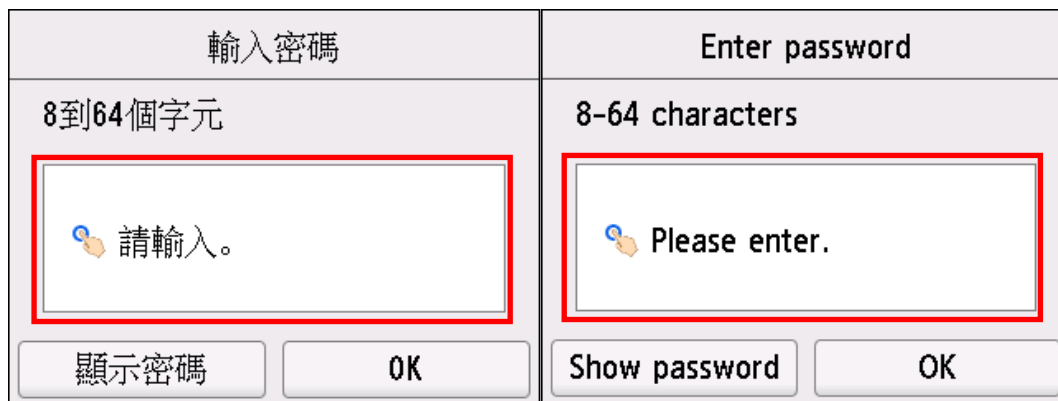 輸入密碼
8到64個字元
請輸入。
顯示密碼
OK
Enter password
8-64 characters
Please enter.
Show password
OK